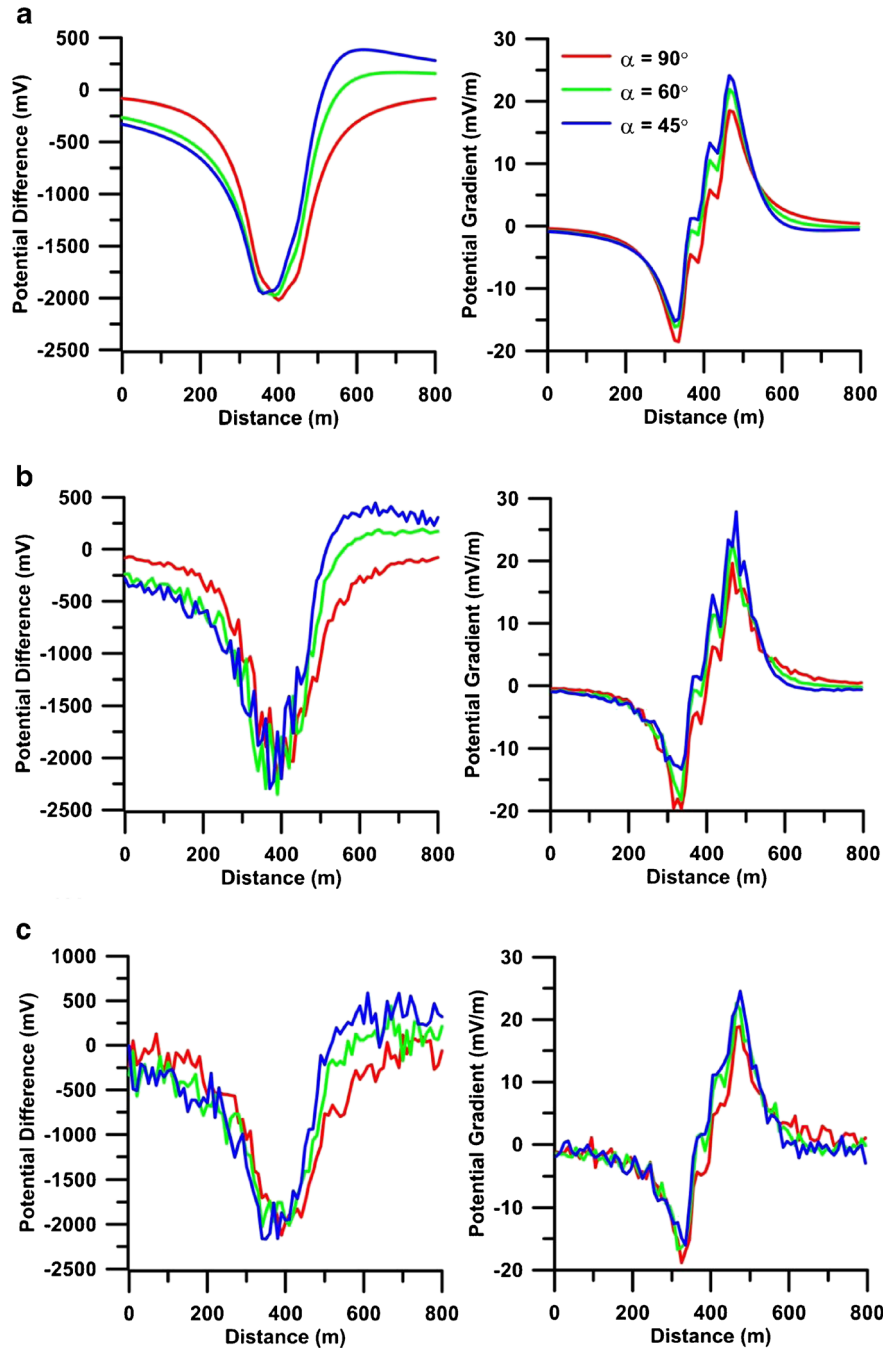 a
500
0
-500
-1000
-1500
-2000
-2500
Potential Difference (mV)
0 200 400 600 800
Distance (m)
30
20
10
0
-10
-20
Potential Gradient (mV/m)
α = 90°
α = 60°
α = 45°
0 200 400 600 800
Distance (m)
b
500
0
-500
-1000
-1500
-2000
-2500
Potential Difference (mV)
0 200 400 600 800
Distance (m)
30
20
10
0
-10
-20
Potential Gradient (mV/m)
0 200 400 600 800
Distance (m)
c
1000
500
0
-500
-1000
-1500
-2000
-2500
Potential Difference (mV)
0 200 400 600 800
Distance (m)
30
20
10
0
-10
-20
Potential Gradient (mV/m)
0 200 400 600 800
Distance (m)